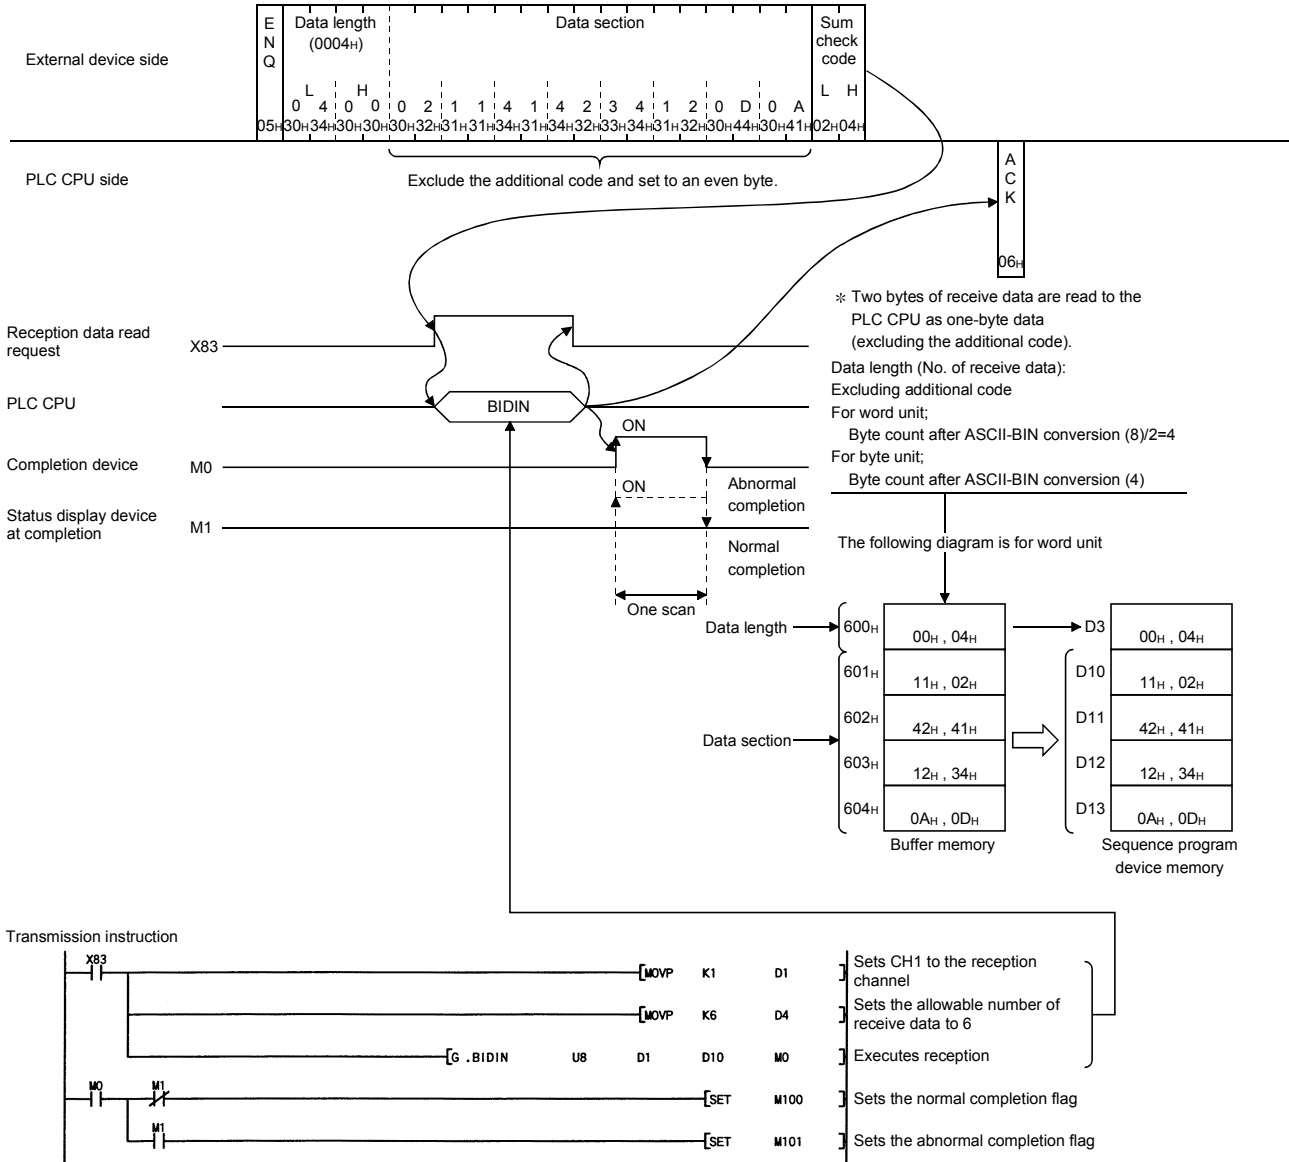 E
N
Q
Data length
(0004H)
Data section
Sum
check
code
External device side
L H L H
0 4 0 0 0 2 1 1 4 1 4 2 3 4 1 2 0 D 0 A
05H 30H 34H 30H 30H 30H 32H 31H 31H 34H 31H 34H 32H 33H 34H 31H 32H 30H 44H 30H 41H 02H 04H
PLC CPU side
Exclude the additional code and set to an even byte.
A
C
K
06H
* Two bytes of receive data are read to the
PLC CPU as one-byte data
(excluding the additional code).
Data length (No. of receive data):
Excluding additional code
For word unit;
Byte count after ASCII-BIN conversion (8)/2=4
For byte unit;
Byte count after ASCII-BIN conversion (4)
Reception data read
request
X83
PLC CPU
BIDIN
ON
Completion device M0
ON
Abnormal
completion
Status display device
at completion
M1
Normal
completion
One scan
The following diagram is for word unit
Data length 600H 00H , 04H D3 00H , 04H
601H 11H , 02H D10 11H , 02H
602H 42H , 41H D11 42H , 41H
Data section
603H 12H , 34H D12 12H , 34H
604H 0AH , 0DH D13 0AH , 0DH
Buffer memory
Sequence program
device memory
Transmission instruction
X83
[MOVP K1 D1 ]
Sets CH1 to the reception
channel
[MOVP K6 D4 ]
Sets the allowable number of
receive data to 6
[G .BIDIN U8 D1 D10 M0 ] Executes reception
M0 M1 [SET M100 ] Sets the normal completion flag
M1 [SET M101 ] Sets the abnormal completion flag